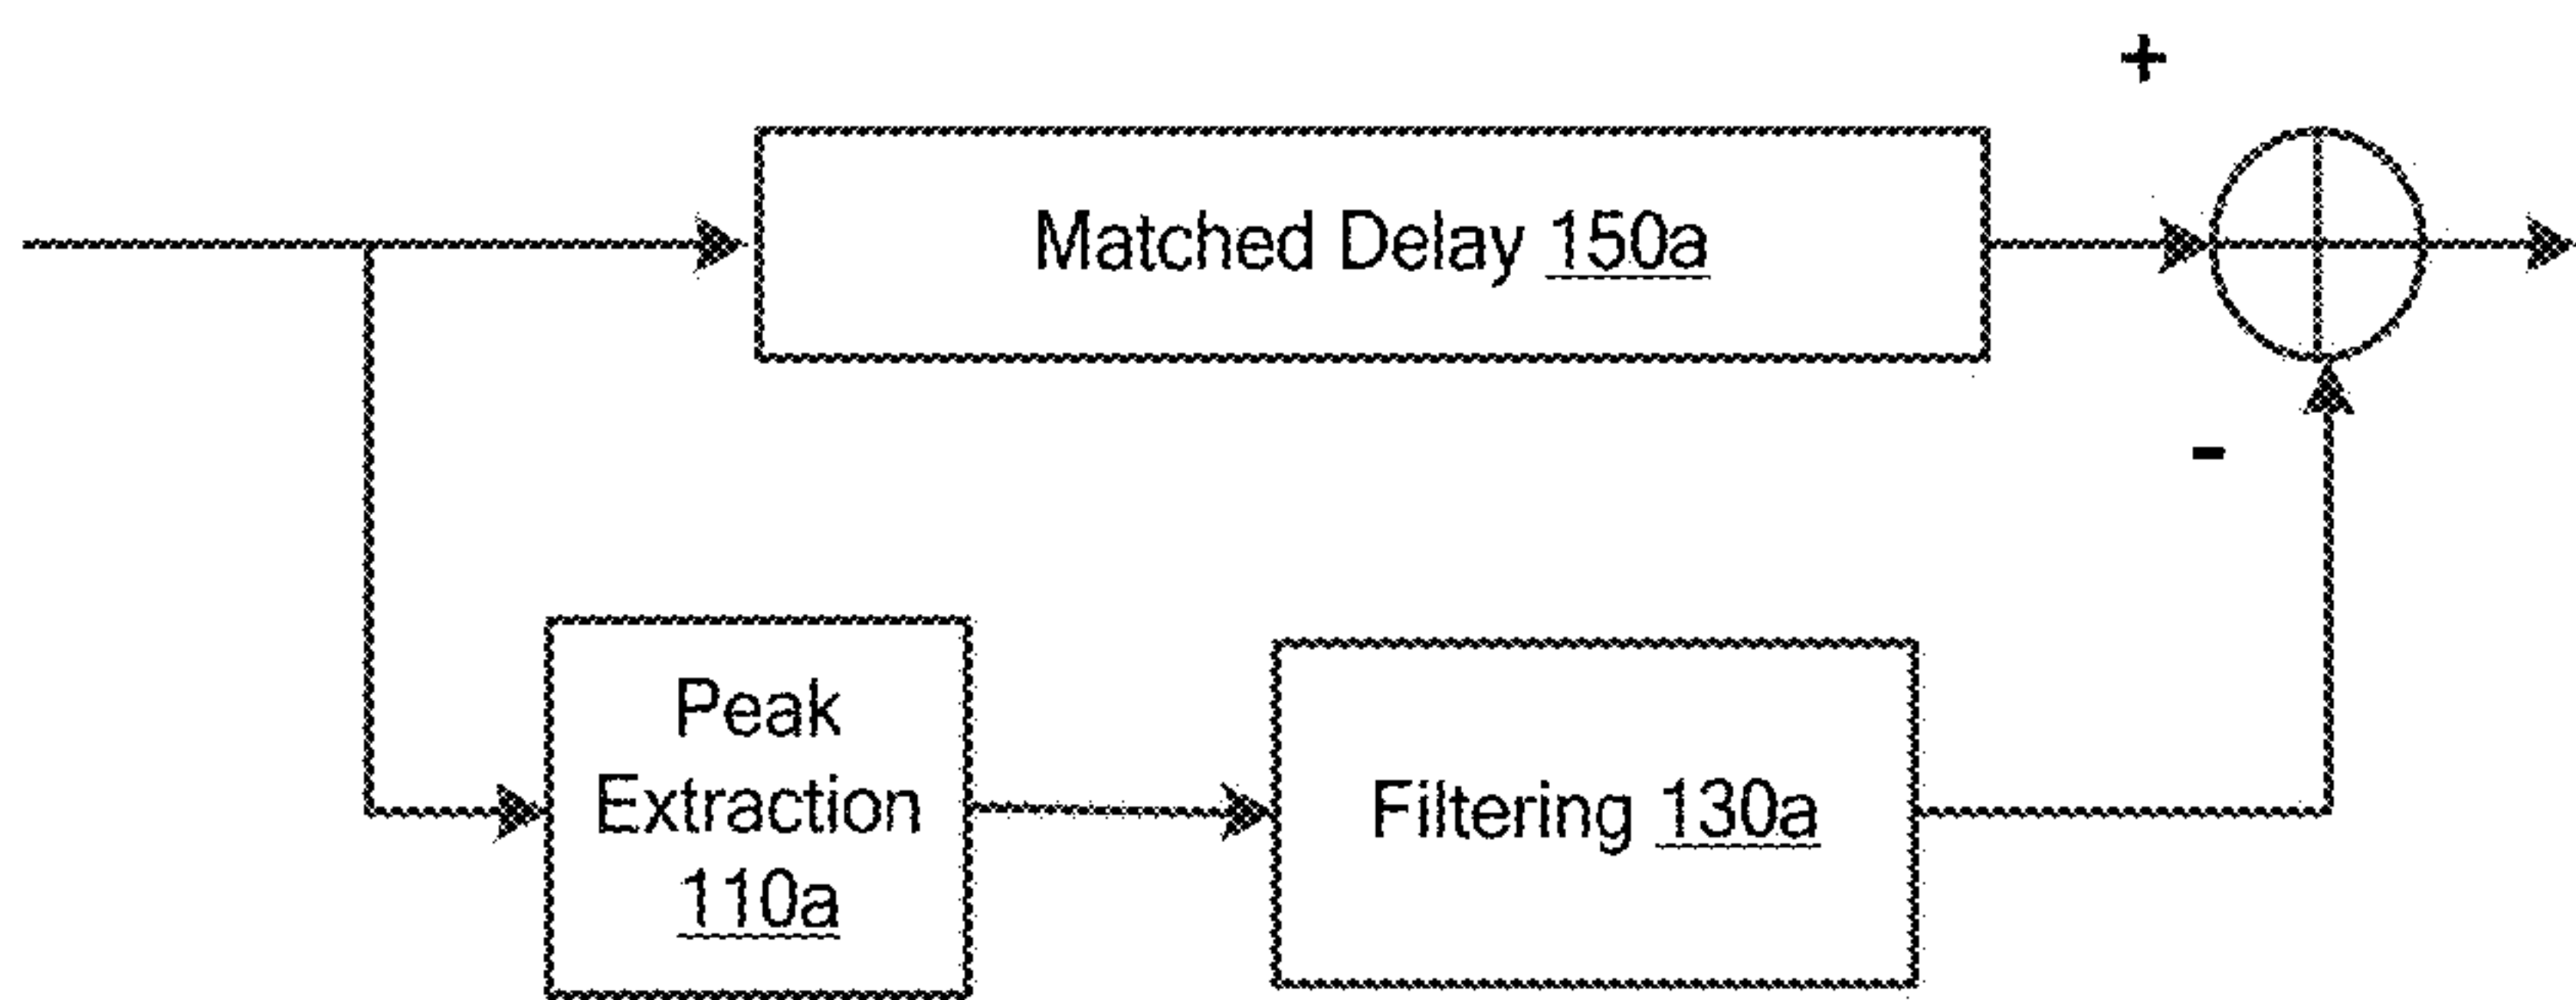 +
Matched Delay 150a
-
Peak
Extraction
110a
Filtering 130a